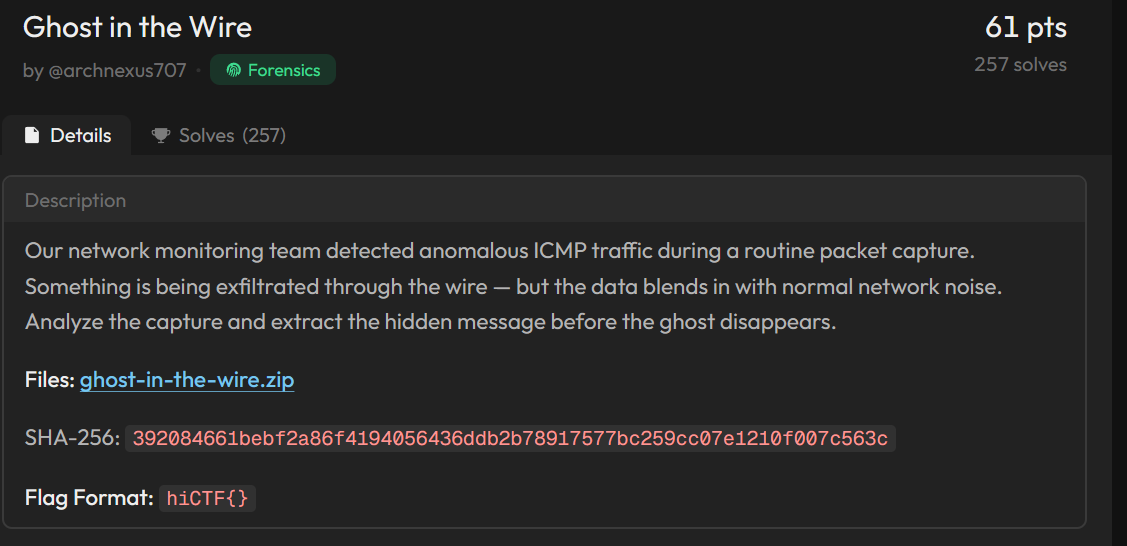 Ghost in the Wire
61 pts
by @archnexus707 · Forensics
257 solves
Details
Solves (257)
Description
Our network monitoring team detected anomalous ICMP traffic during a routine packet capture.
Something is being exfiltrated through the wire — but the data blends in with normal network noise.
Analyze the capture and extract the hidden message before the ghost disappears.
Files: ghost-in-the-wire.zip
SHA-256: 392084661bebf2a86f4194056436ddb2b78917577bc259cc07e1210f007c563c
Flag Format: hiCTF{}